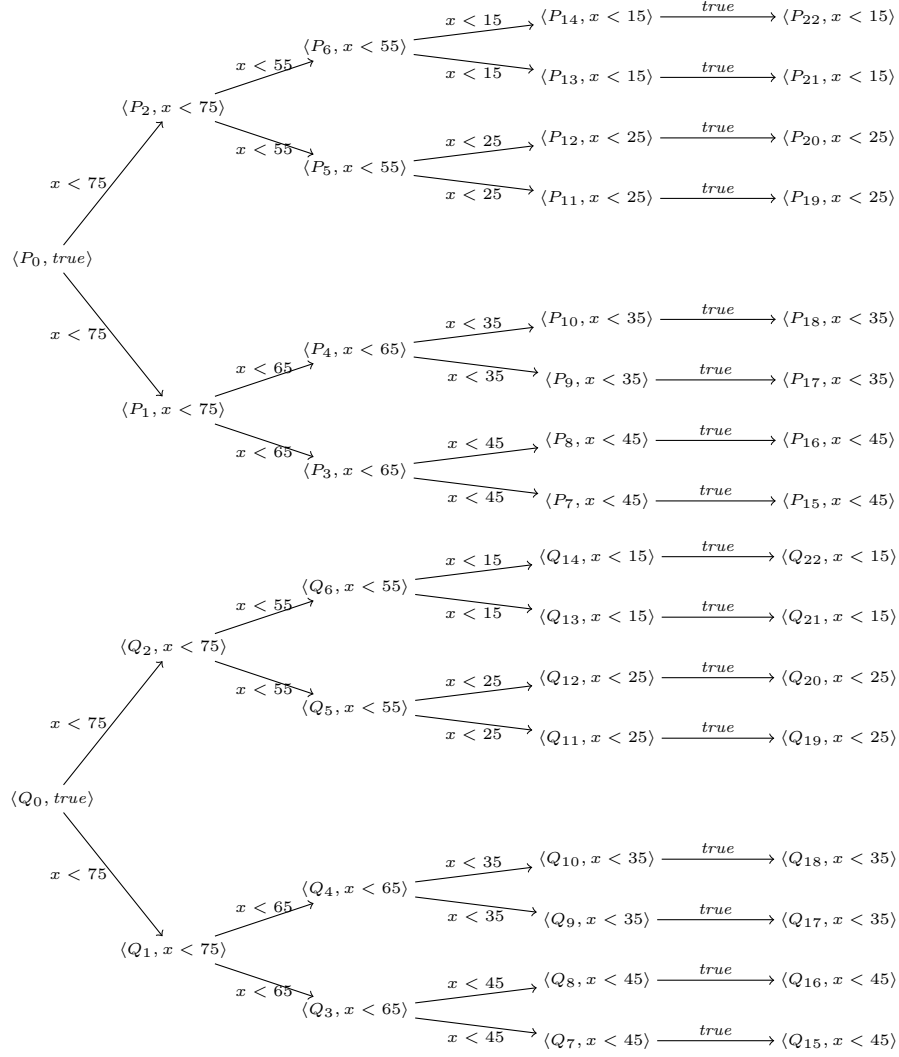 x < 15 ⟨P₁₄, x < 15⟩ true ⟨P₂₂, x < 15⟩
⟨P₆, x < 55⟩
x < 55 x < 15 ⟨P₁₃, x < 15⟩ true ⟨P₂₁, x < 15⟩
⟨P₂, x < 75⟩
x < 25 ⟨P₁₂, x < 25⟩ true ⟨P₂₀, x < 25⟩
x < 55 ⟨P₅, x < 55⟩
x < 75 x < 25 ⟨P₁₁, x < 25⟩ true ⟨P₁₉, x < 25⟩
⟨P₀, true⟩
x < 75 x < 35 ⟨P₁₀, x < 35⟩ true ⟨P₁₈, x < 35⟩
⟨P₄, x < 65⟩
x < 65 x < 35 ⟨P₉, x < 35⟩ true ⟨P₁₇, x < 35⟩
⟨P₁, x < 75⟩
x < 45 ⟨P₈, x < 45⟩ true ⟨P₁₆, x < 45⟩
x < 65 ⟨P₃, x < 65⟩
x < 45 ⟨P₇, x < 45⟩ true ⟨P₁₅, x < 45⟩
x < 15 ⟨Q₁₄, x < 15⟩ true ⟨Q₂₂, x < 15⟩
⟨Q₆, x < 55⟩
x < 55 x < 15 ⟨Q₁₃, x < 15⟩ true ⟨Q₂₁, x < 15⟩
⟨Q₂, x < 75⟩
x < 25 ⟨Q₁₂, x < 25⟩ true ⟨Q₂₀, x < 25⟩
x < 55 ⟨Q₅, x < 55⟩
x < 75 x < 25 ⟨Q₁₁, x < 25⟩ true ⟨Q₁₉, x < 25⟩
⟨Q₀, true⟩
x < 75 x < 35 ⟨Q₁₀, x < 35⟩ true ⟨Q₁₈, x < 35⟩
⟨Q₄, x < 65⟩
x < 65 x < 35 ⟨Q₉, x < 35⟩ true ⟨Q₁₇, x < 35⟩
⟨Q₁, x < 75⟩
x < 45 ⟨Q₈, x < 45⟩ true ⟨Q₁₆, x < 45⟩
x < 65 ⟨Q₃, x < 65⟩
x < 45 ⟨Q₇, x < 45⟩ true ⟨Q₁₅, x < 45⟩